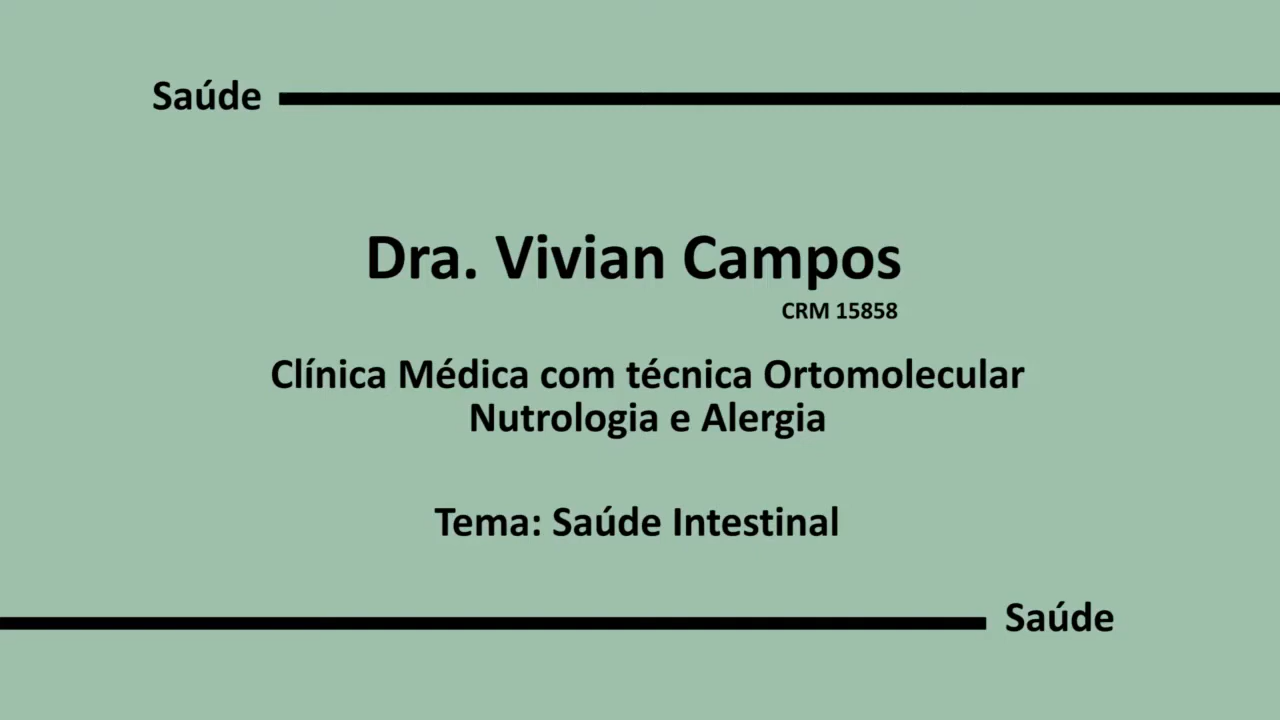 Saúde
Dra. Vivian Campos
CRM 15858
Clínica Médica com técnica Ortomolecular
Nutrologia e Alergia
Tema: Saúde Intestinal
Saúde